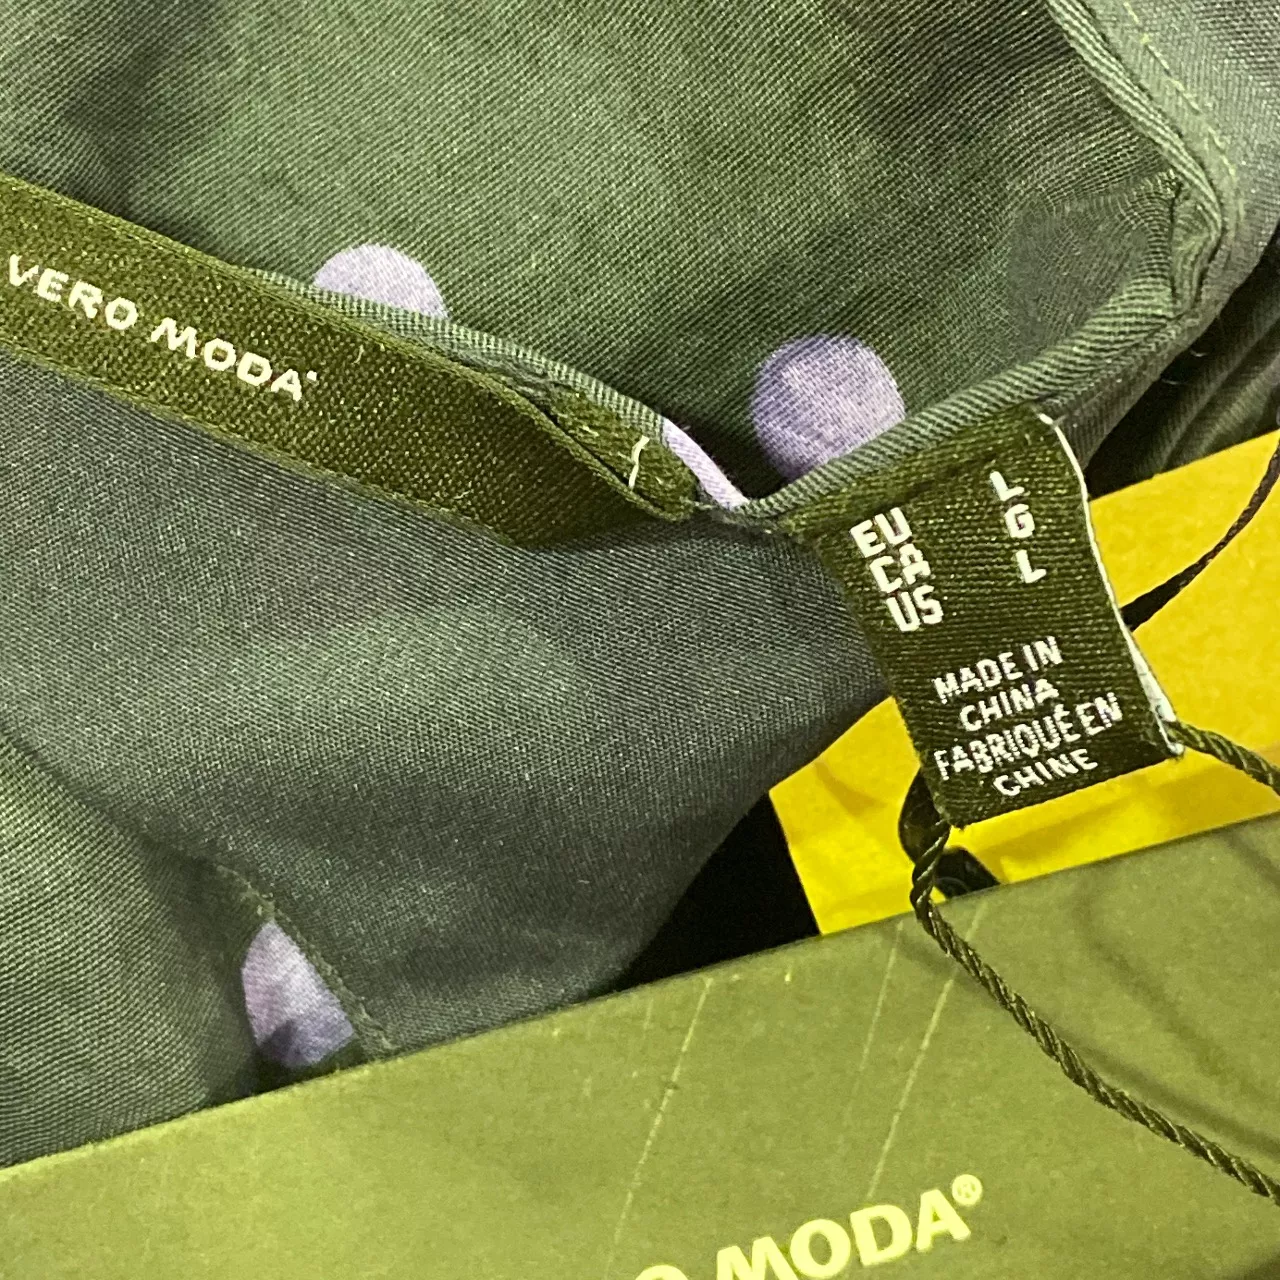 VERO MODA®
EU L
CA G
US L
MADE IN
CHINA
FABRIQUÉ EN
CHINE
MODA®